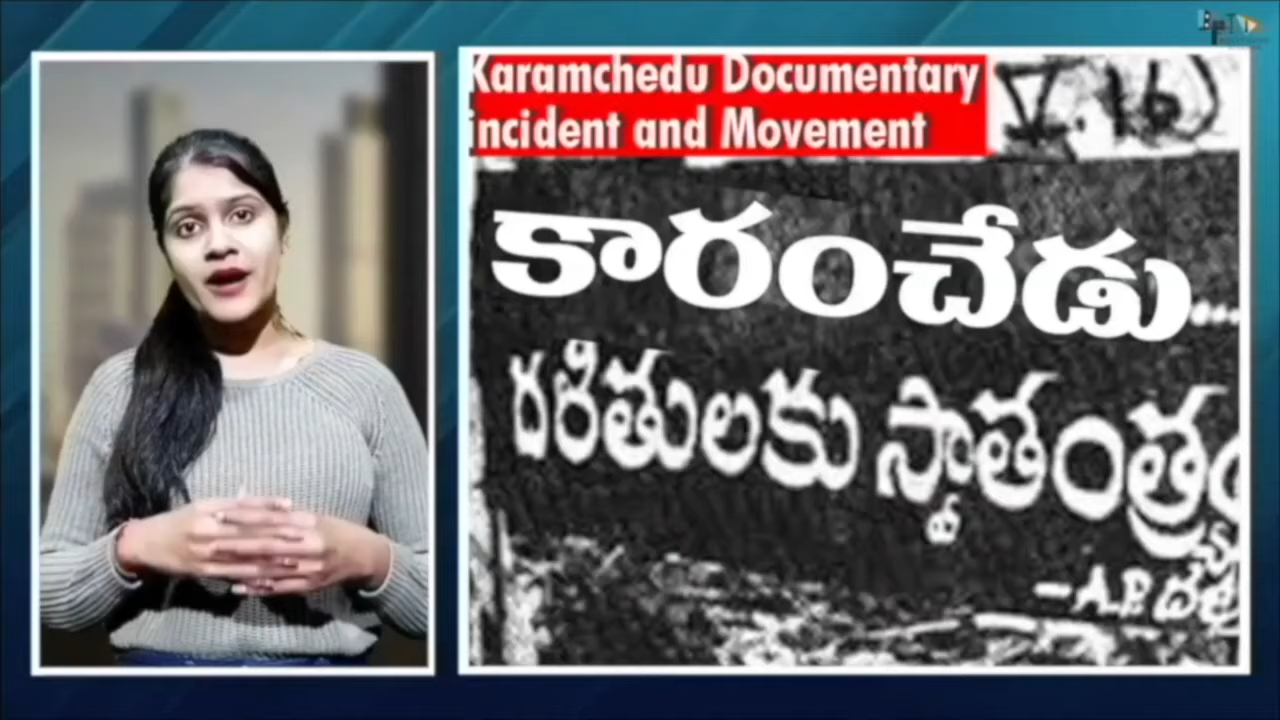 Karamchedu Documentary
incident and Movement
కారంచేడు...
దళితులకు స్వాతంత్ర్యం
-A.P.